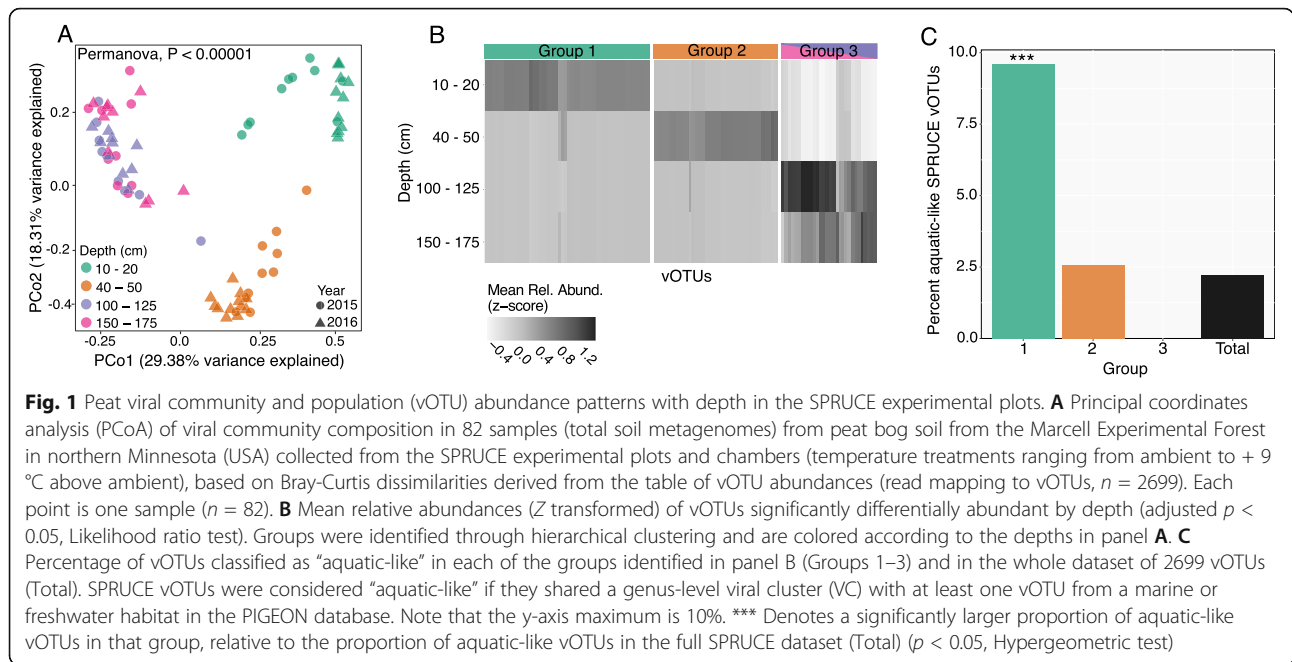 A
Permanova, P < 0.00001
PCo2 (18.31% variance explained)
0.2
0.0
-0.2
-0.4
Depth (cm)
10 - 20
40 - 50
100 – 125
150 – 175
Year
2015
2016
-0.25
0.0
0.25
0.5
PCo1 (29.38% variance explained)
B
Group 1
Group 2
Group 3
Depth (cm)
10 - 20
40 - 50
100 - 125
150 - 175
vOTUs
Mean Rel. Abund.
(z−score)
−0.4
0.0
0.4
0.8
1.2
C
Percent aquatic-like SPRUCE vOTUs
10.0
7.5
5.0
2.5
0.0
***
1
2
3
Total
Group
Fig. 1 Peat viral community and population (vOTU) abundance patterns with depth in the SPRUCE experimental plots. A Principal coordinates
analysis (PCoA) of viral community composition in 82 samples (total soil metagenomes) from peat bog soil from the Marcell Experimental Forest
in northern Minnesota (USA) collected from the SPRUCE experimental plots and chambers (temperature treatments ranging from ambient to + 9
°C above ambient), based on Bray-Curtis dissimilarities derived from the table of vOTU abundances (read mapping to vOTUs, n = 2699). Each
point is one sample (n = 82). B Mean relative abundances (Z transformed) of vOTUs significantly differentially abundant by depth (adjusted p <
0.05, Likelihood ratio test). Groups were identified through hierarchical clustering and are colored according to the depths in panel A. C
Percentage of vOTUs classified as “aquatic-like” in each of the groups identified in panel B (Groups 1–3) and in the whole dataset of 2699 vOTUs
(Total). SPRUCE vOTUs were considered “aquatic-like” if they shared a genus-level viral cluster (VC) with at least one vOTU from a marine or
freshwater habitat in the PIGEON database. Note that the y-axis maximum is 10%. *** Denotes a significantly larger proportion of aquatic-like
vOTUs in that group, relative to the proportion of aquatic-like vOTUs in the full SPRUCE dataset (Total) (p < 0.05, Hypergeometric test)